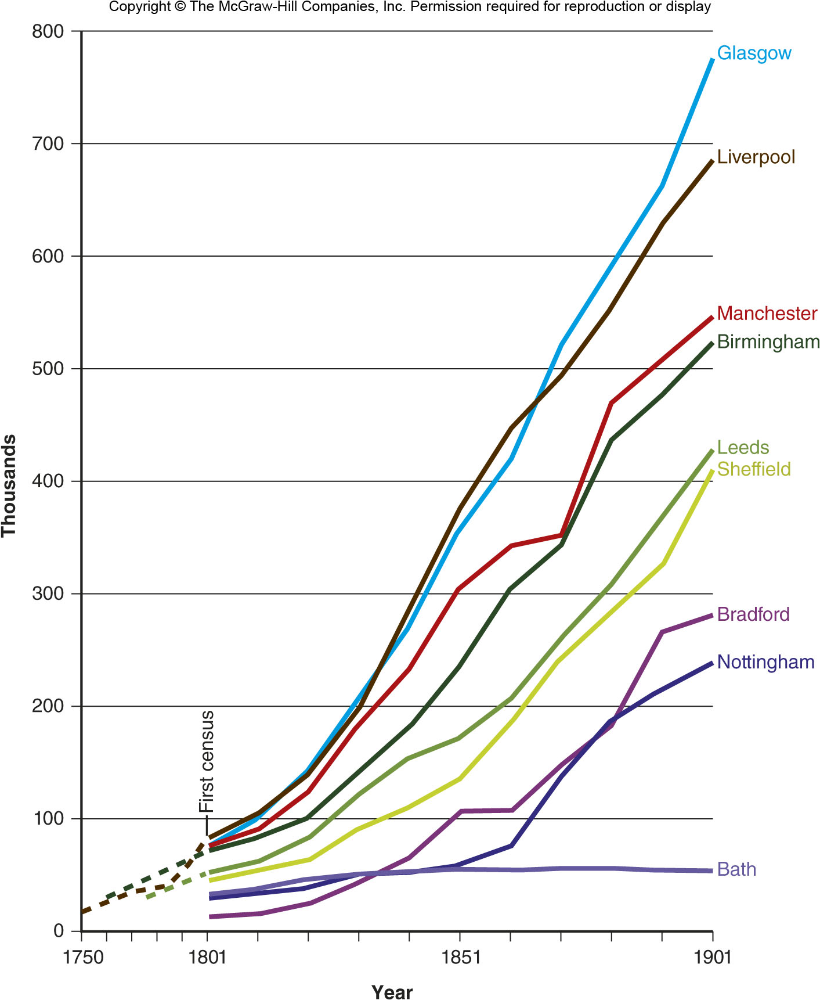 Copyright © The McGraw-Hill Companies, Inc. Permission required for reproduction or display
800
Glasgow
700
Liverpool
600
Manchester
Birmingham
500
Leeds
Sheffield
400
Thousands
300
Bradford
Nottingham
200
First census
100
Bath
0
1750 1801 1851 1901
Year